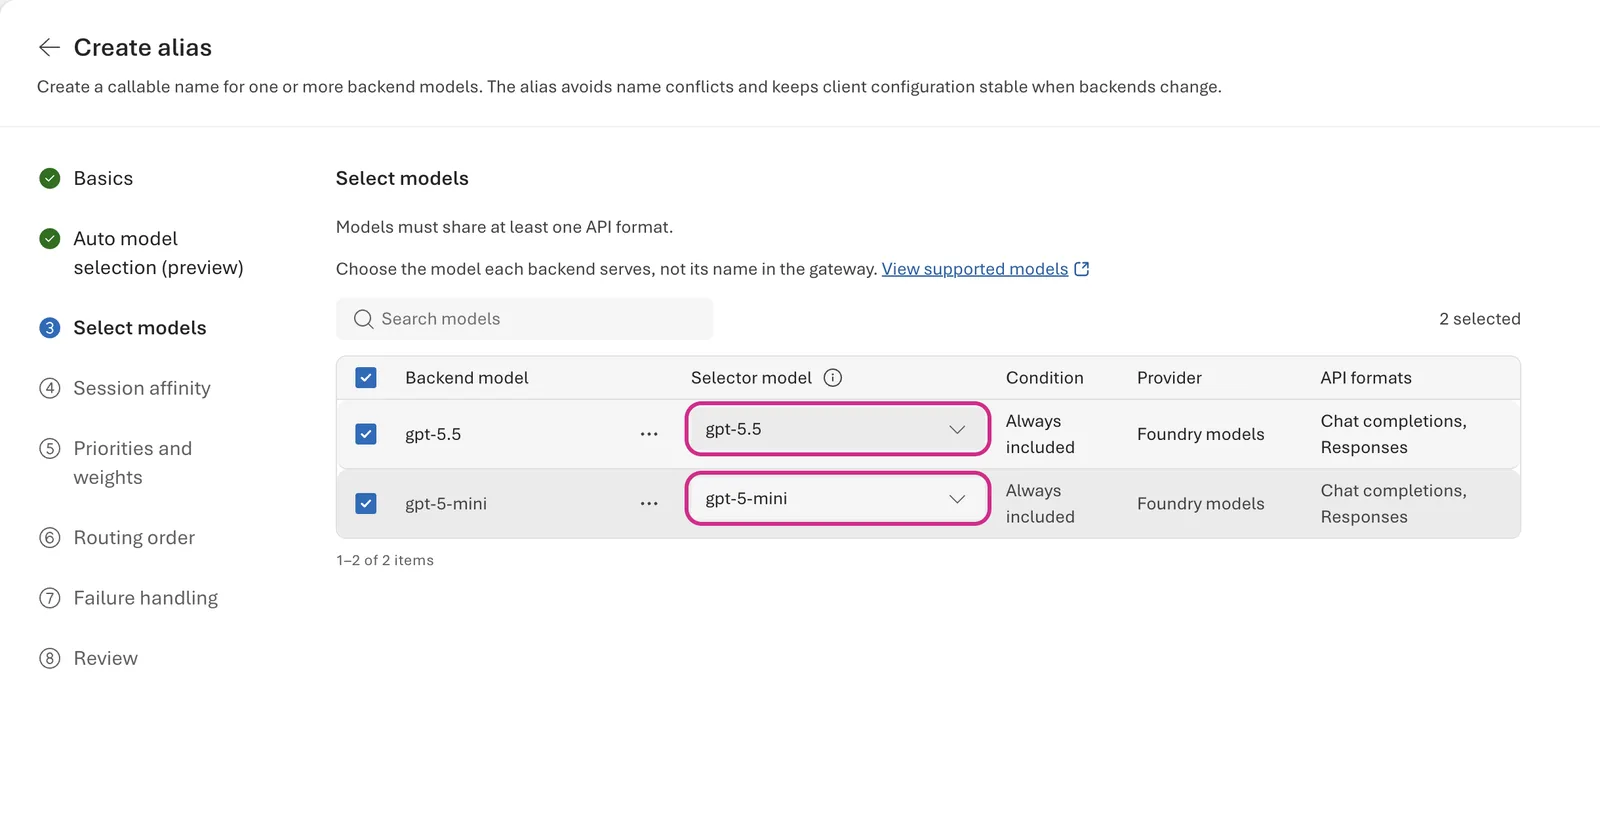 Create alias
Create a callable name for one or more backend models. The alias avoids name conflicts and keeps client configuration stable when backends change.
Basics
Auto model
selection (preview)
3 Select models
4 Session affinity
5 Priorities and
weights
6 Routing order
7 Failure handling
8 Review
Select models
Models must share at least one API format.
Choose the model each backend serves, not its name in the gateway. View supported models
Search models
2 selected
Backend model Selector model Condition Provider API formats
gpt-5.5 ... gpt-5.5 Always included Foundry models Chat completions, Responses
gpt-5-mini ... gpt-5-mini Always included Foundry models Chat completions, Responses
1–2 of 2 items